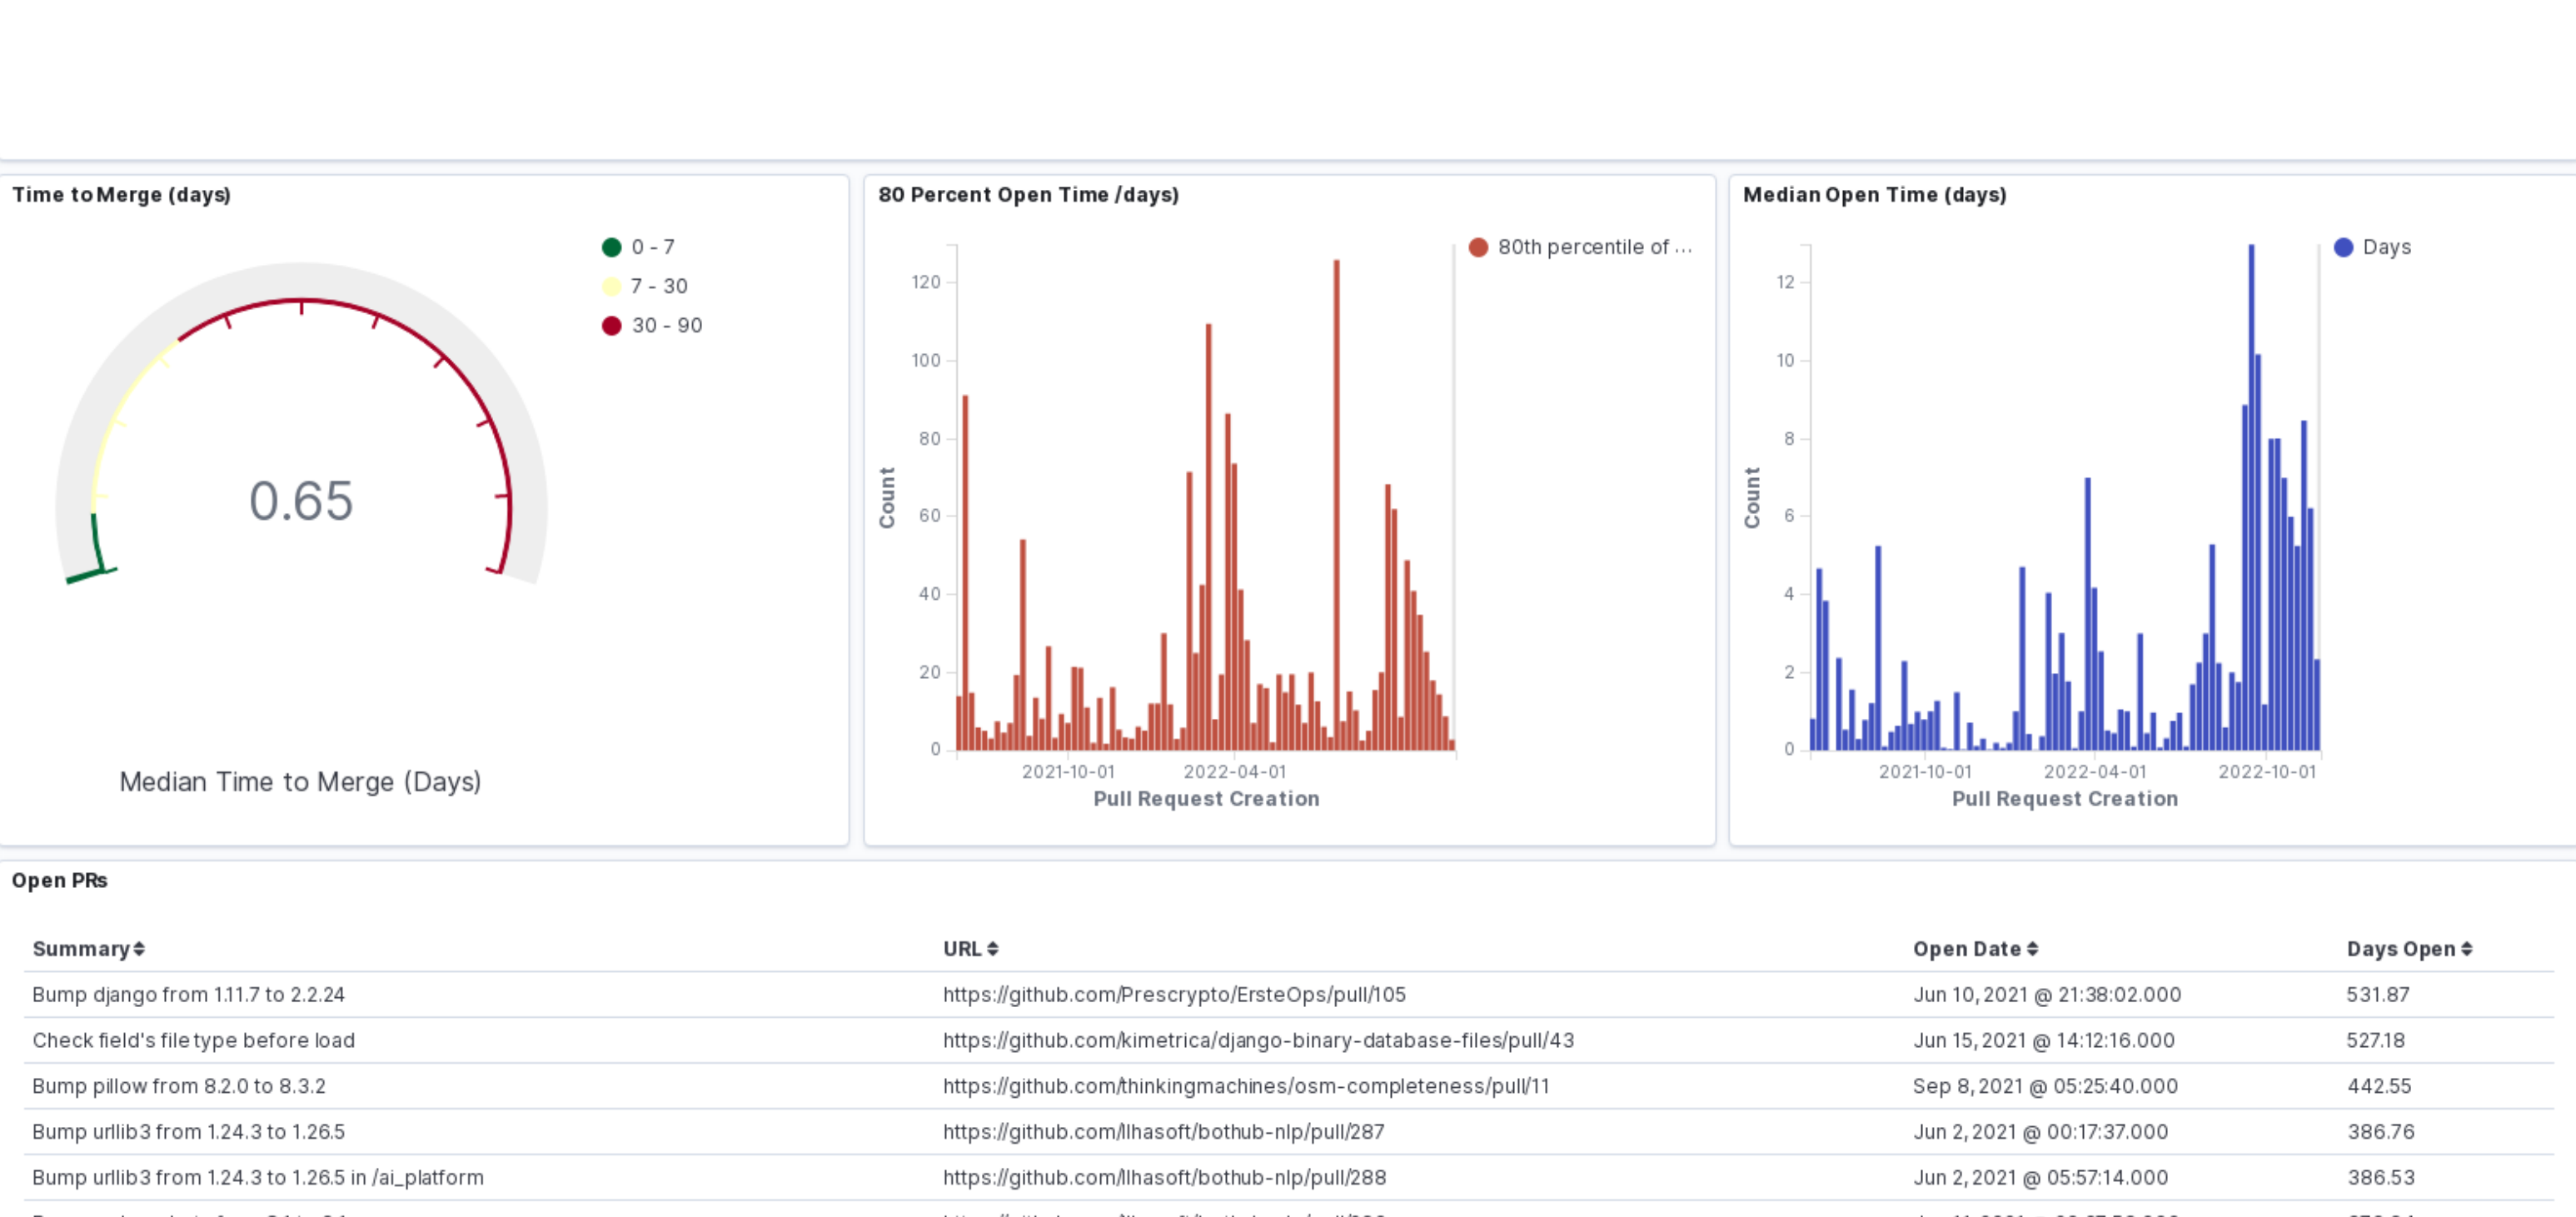 Time to Merge (days)
0 - 7
7 - 30
30 - 90
0.65
Median Time to Merge (Days)
80 Percent Open Time /days)
80th percentile of ...
Count
120
100
80
60
40
20
0
2021-10-01 2022-04-01
Pull Request Creation
Median Open Time (days)
Days
Count
12
10
8
6
4
2
0
2021-10-01 2022-04-01 2022-10-01
Pull Request Creation
Open PRs
Summary URL Open Date Days Open
Bump django from 1.11.7 to 2.2.24 https://github.com/Prescrypto/ErsteOps/pull/105 Jun 10, 2021 @ 21:38:02.000 531.87
Check field's file type before load https://github.com/kimetrica/django-binary-database-files/pull/43 Jun 15, 2021 @ 14:12:16.000 527.18
Bump pillow from 8.2.0 to 8.3.2 https://github.com/thinkingmachines/osm-completeness/pull/11 Sep 8, 2021 @ 05:25:40.000 442.55
Bump urllib3 from 1.24.3 to 1.26.5 https://github.com/Ilhasoft/bothub-nlp/pull/287 Jun 2, 2021 @ 00:17:37.000 386.76
Bump urllib3 from 1.24.3 to 1.26.5 in /ai_platform https://github.com/Ilhasoft/bothub-nlp/pull/288 Jun 2, 2021 @ 05:57:14.000 386.53